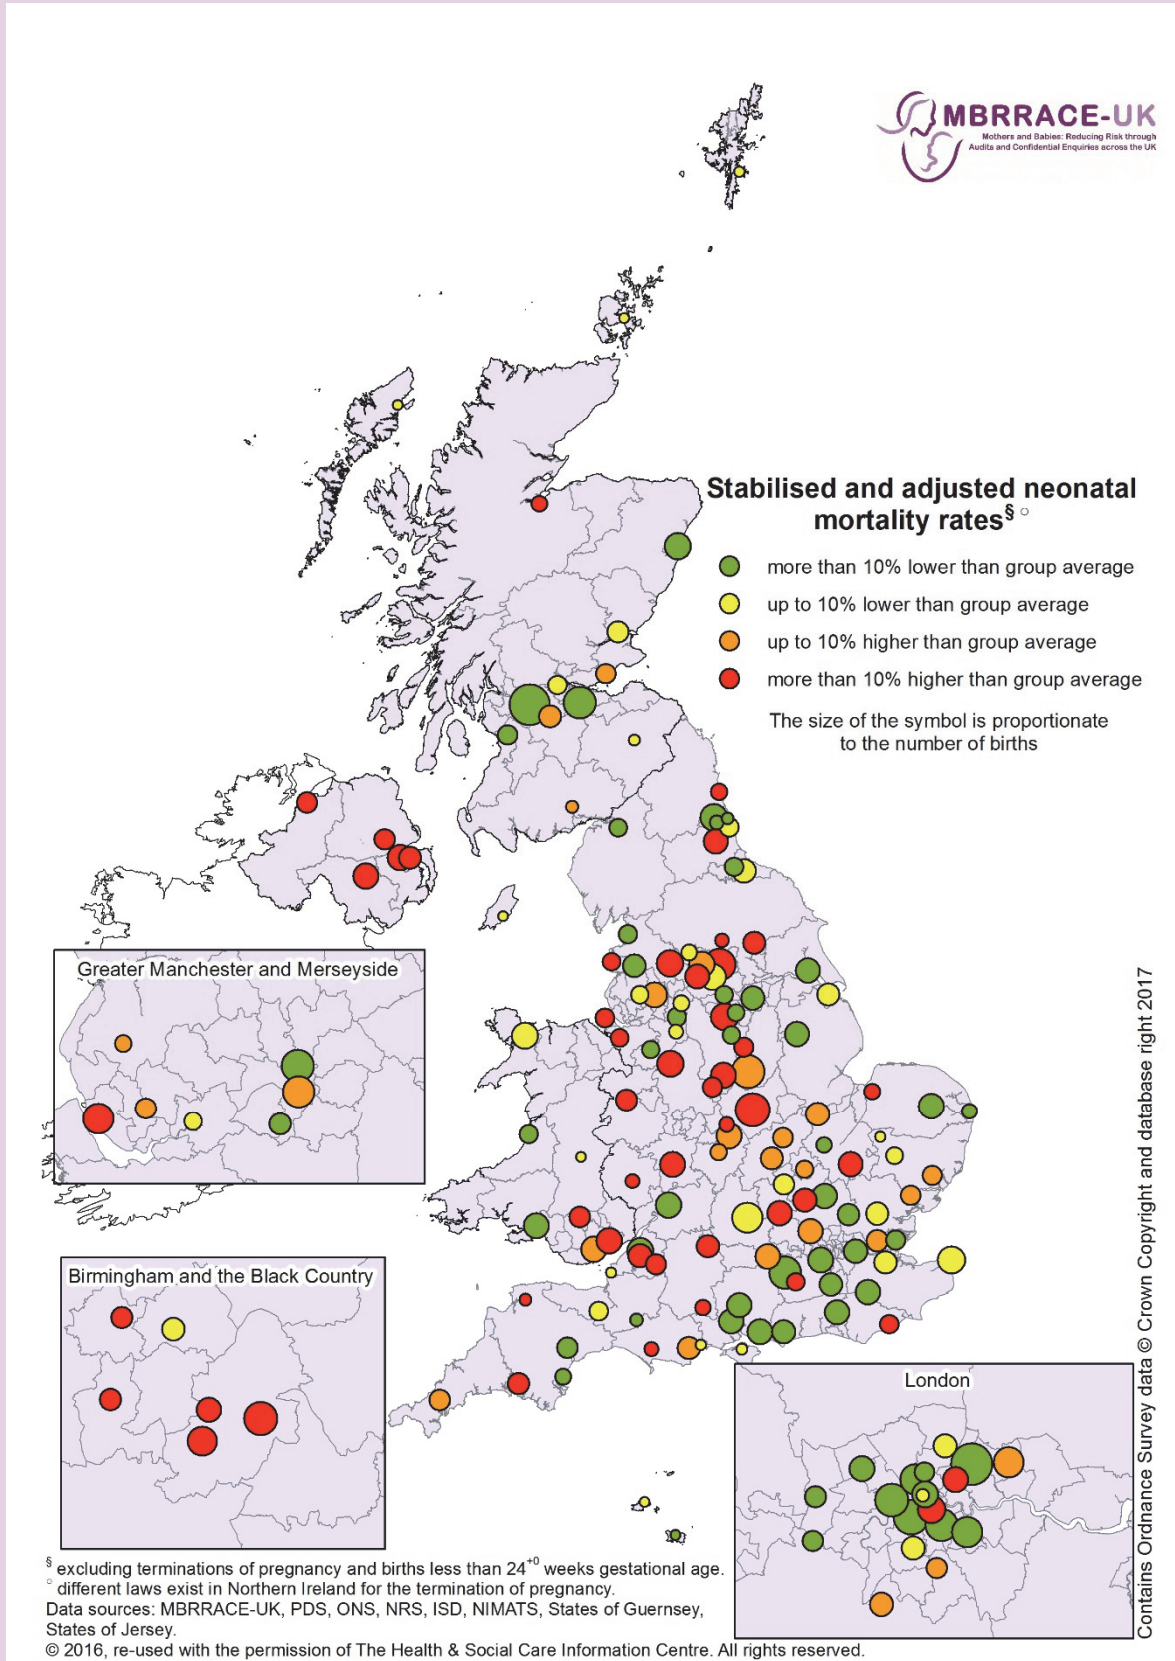 MBRRACE-UK
Mothers and Babies: Reducing Risk through
Audits and Confidential Enquiries across the UK
Stabilised and adjusted neonatal
mortality rates§ ○
more than 10% lower than group average
up to 10% lower than group average
up to 10% higher than group average
more than 10% higher than group average
The size of the symbol is proportionate
to the number of births
Greater Manchester and Merseyside
Birmingham and the Black Country
London
Contains Ordnance Survey data © Crown Copyright and database right 2017
§ excluding terminations of pregnancy and births less than 24+0 weeks gestational age.
○ different laws exist in Northern Ireland for the termination of pregnancy.
Data sources: MBRRACE-UK, PDS, ONS, NRS, ISD, NIMATS, States of Guernsey,
States of Jersey.
© 2016, re-used with the permission of The Health & Social Care Information Centre. All rights reserved.